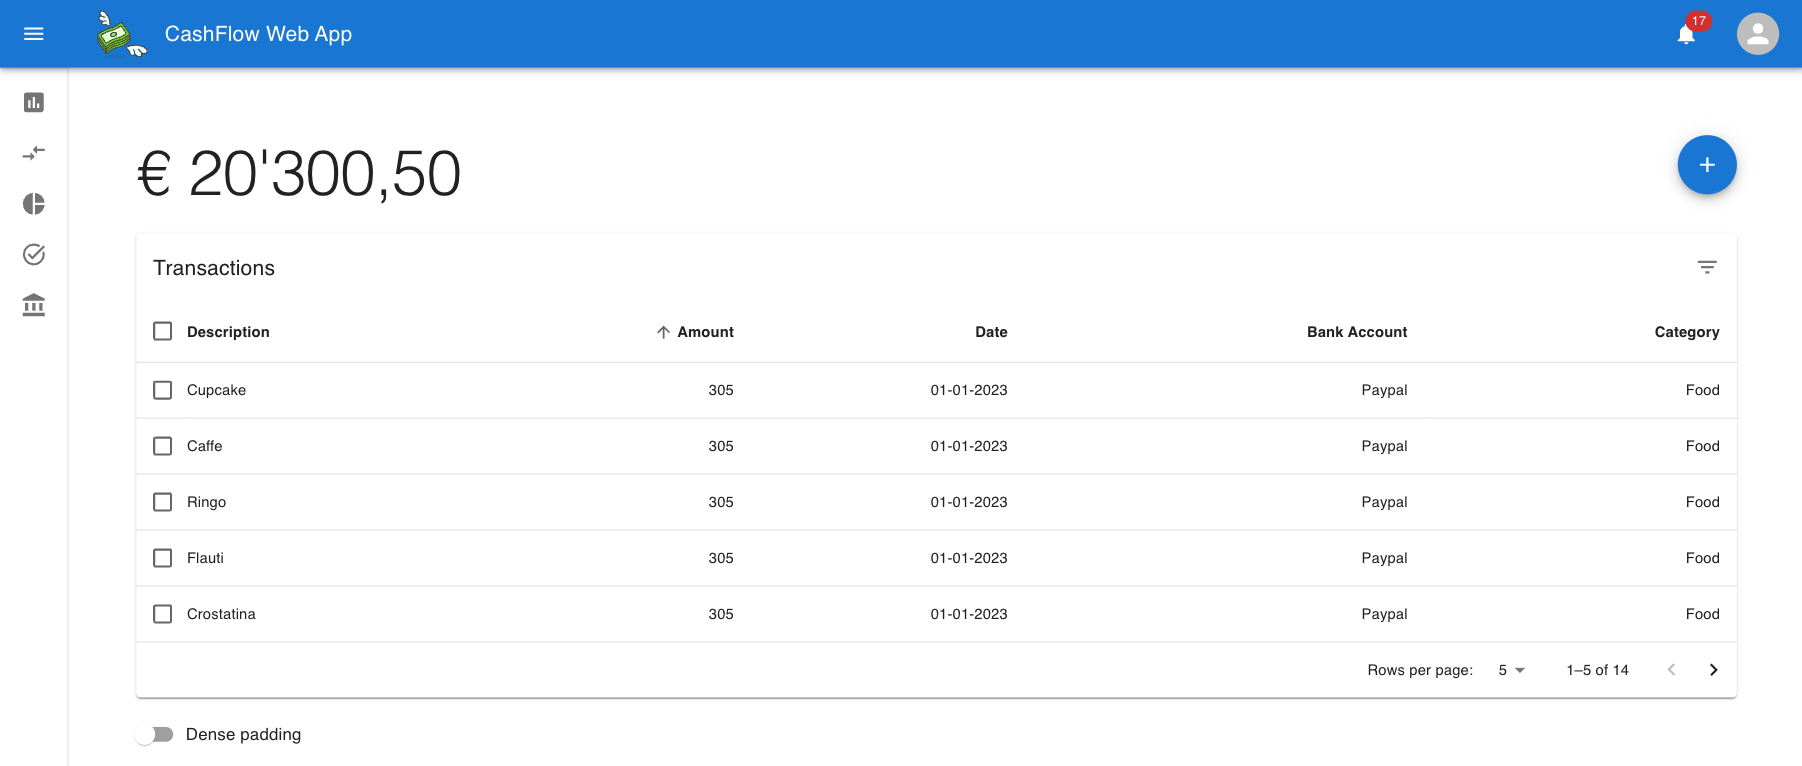 CashFlow Web App
17
€ 20'300,50
+
Transactions
Description Amount Date Bank Account Category
Cupcake 305 01-01-2023 Paypal Food
Caffe 305 01-01-2023 Paypal Food
Ringo 305 01-01-2023 Paypal Food
Flauti 305 01-01-2023 Paypal Food
Crostatina 305 01-01-2023 Paypal Food
Rows per page: 5 1–5 of 14
Dense padding